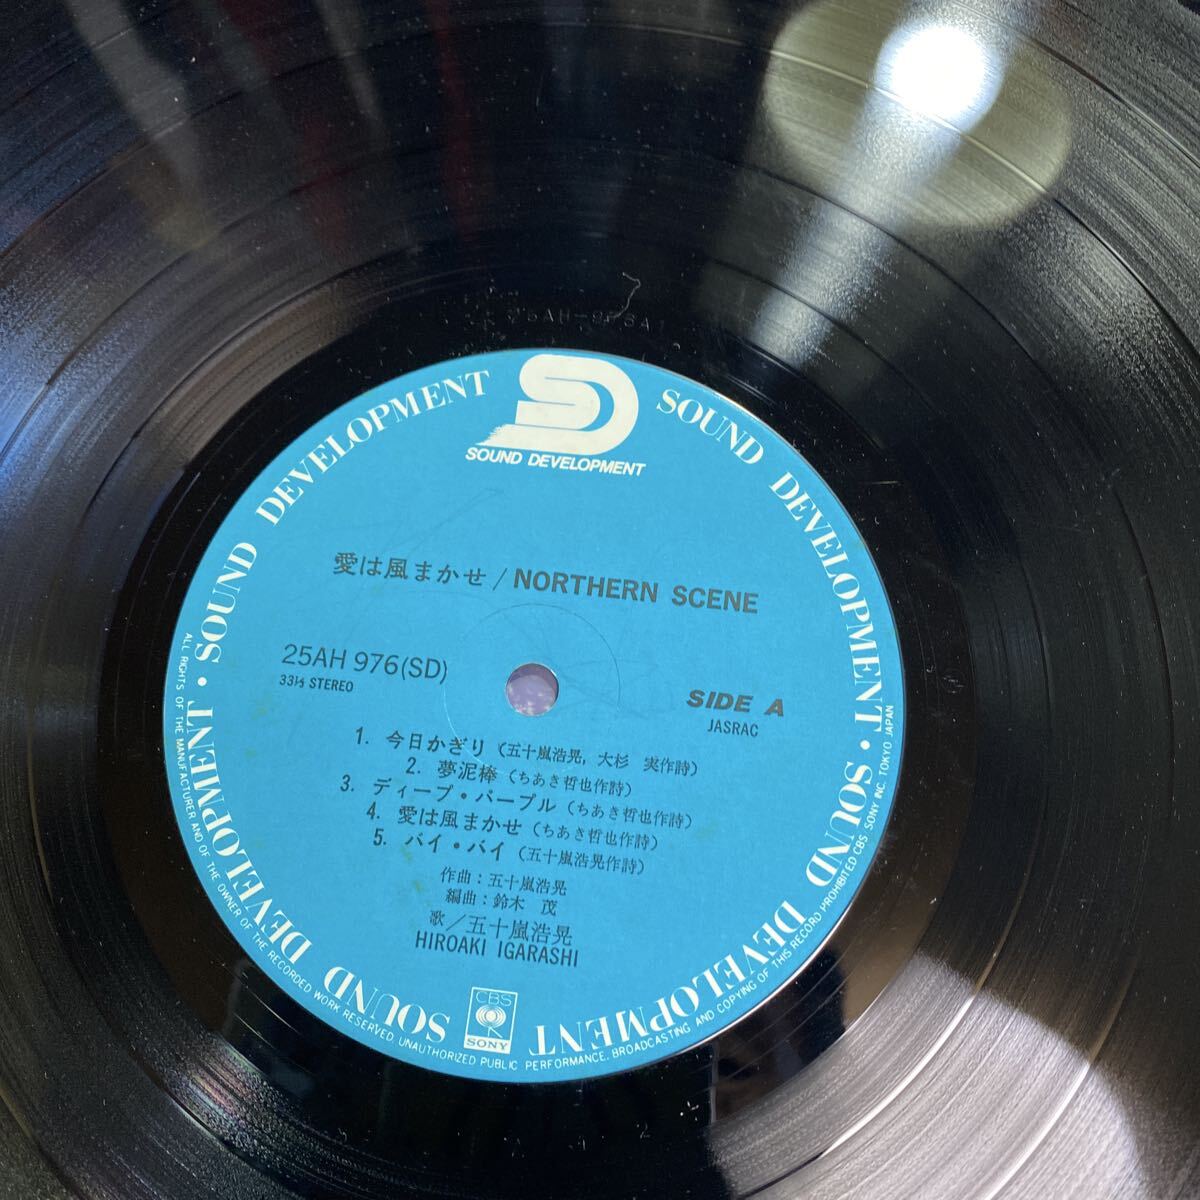 SOUND DEVELOPMENT • SOUND DEVELOPMENT • SOUND DEVELOPMENT • SOUND DEVELOPMENT
SD
SOUND DEVELOPMENT
愛は風まかせ / NORTHERN SCENE
25AH 976(SD)
33⅓ STEREO
SIDE A
JASRAC
1. 今日かぎり (五十嵐浩晃, 大杉 実作詩)
2. 夢泥棒 (ちあき哲也作詩)
3. ディープ・パープル (ちあき哲也作詩)
4. 愛は風まかせ (ちあき哲也作詩)
5. バイ・バイ (五十嵐浩晃作詩)
作曲：五十嵐浩晃
編曲：鈴木 茂
歌／五十嵐浩晃
HIROAKI IGARASHI
CBS
SONY
ALL RIGHTS OF THE MANUFACTURER AND OF THE OWNER OF THE RECORDED WORK RESERVED. UNAUTHORIZED PUBLIC PERFORMANCE, BROADCASTING AND COPYING OF THIS RECORD PROHIBITED CBS SONY INC. TOKYO JAPAN